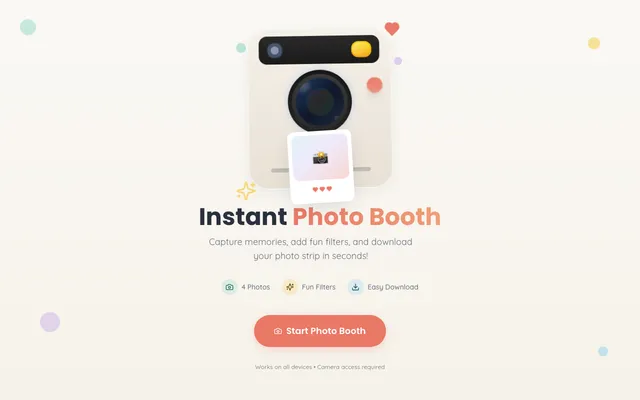 Instant Photo Booth
Capture memories, add fun filters, and download
your photo strip in seconds!
4 Photos Fun Filters Easy Download
Start Photo Booth
Works on all devices • Camera access required